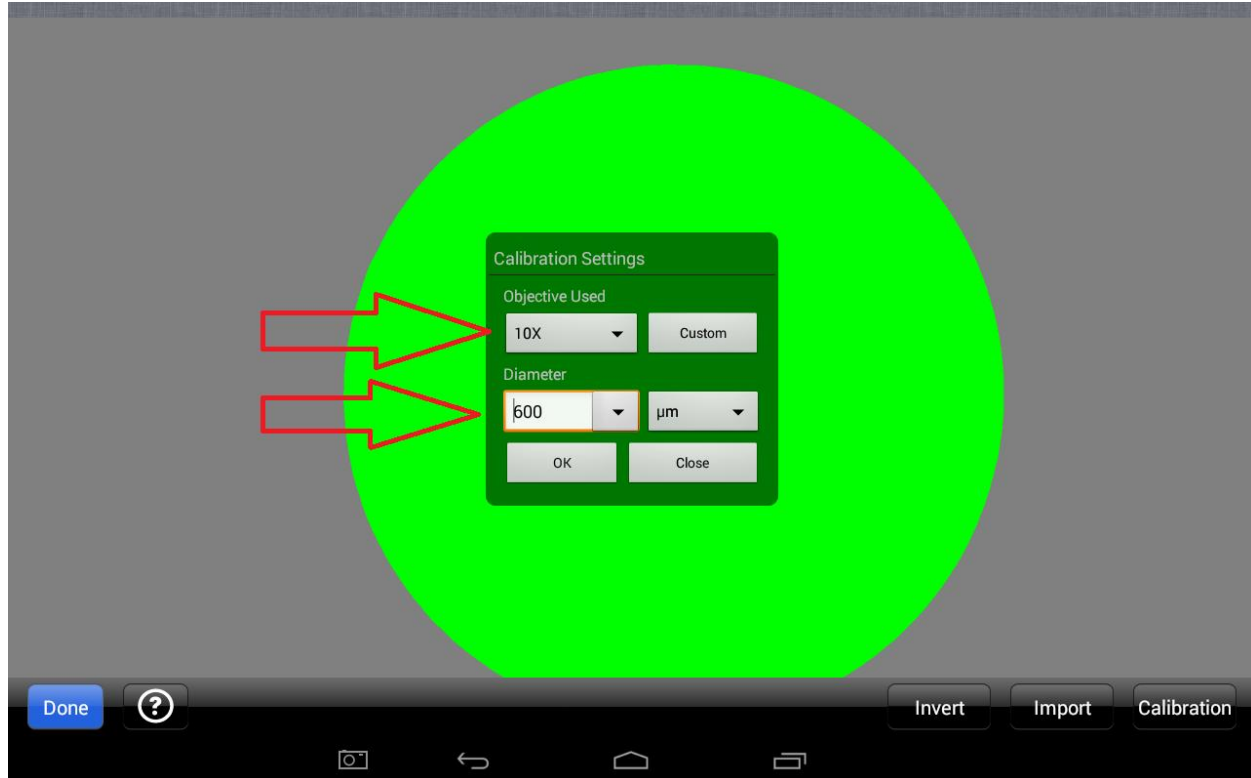 Calibration Settings
Objective Used
10X Custom
Diameter
600 µm
OK Close
Done ? Invert Import Calibration